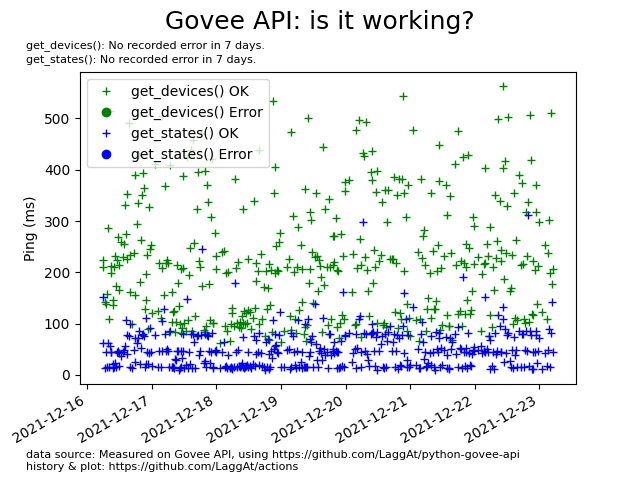 Govee API: is it working?
get_devices(): No recorded error in 7 days.
get_states(): No recorded error in 7 days.
get_devices() OK
get_devices() Error
get_states() OK
get_states() Error
Ping (ms)
500
400
300
200
100
0
2021-12-16
2021-12-17
2021-12-18
2021-12-19
2021-12-20
2021-12-21
2021-12-22
2021-12-23
data source: Measured on Govee API, using https://github.com/LaggAt/python-govee-api
history & plot: https://github.com/LaggAt/actions